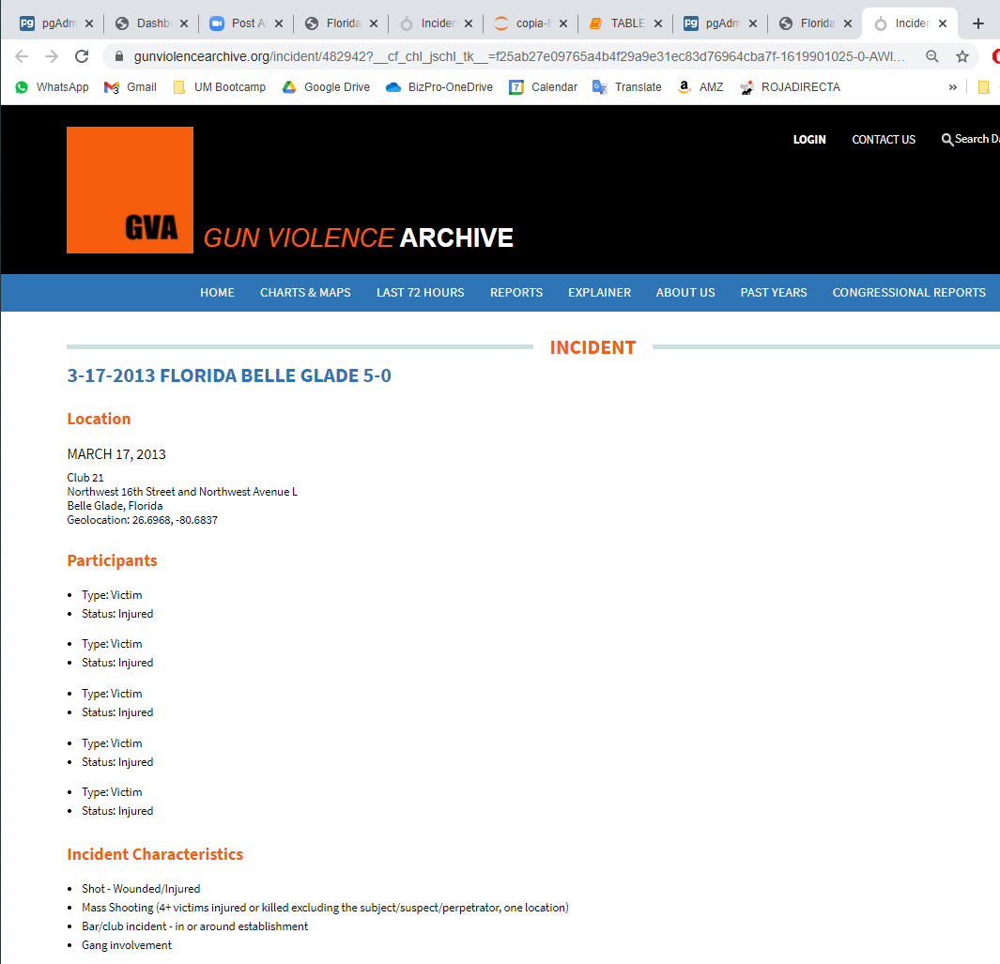 pgAdm
Dashb
Post A
Florida
Inciden
copia-
TABLE
pgAdm
Florida
Inciden
gunviolencearchive.org/incident/482942?__cf_chl_jschl_tk__=f25ab27e09765a4b4f29a9e31ec83d76964cba7f-1619901025-0-AWI...
WhatsApp
Gmail
UM Bootcamp
Google Drive
BizPro-OneDrive
Calendar
Translate
AMZ
ROJADIRECTA
»
LOGIN
CONTACT US
Search Da
GVA
GUN VIOLENCE ARCHIVE
HOME
CHARTS & MAPS
LAST 72 HOURS
REPORTS
EXPLAINER
ABOUT US
PAST YEARS
CONGRESSIONAL REPORTS
INCIDENT
3-17-2013 FLORIDA BELLE GLADE 5-0
Location
MARCH 17, 2013
Club 21
Northwest 16th Street and Northwest Avenue L
Belle Glade, Florida
Geolocation: 26.6968, -80.6837
Participants
• Type: Victim
• Status: Injured
• Type: Victim
• Status: Injured
• Type: Victim
• Status: Injured
• Type: Victim
• Status: Injured
• Type: Victim
• Status: Injured
Incident Characteristics
• Shot - Wounded/Injured
• Mass Shooting (4+ victims injured or killed excluding the subject/suspect/perpetrator, one location)
• Bar/club incident - in or around establishment
• Gang involvement